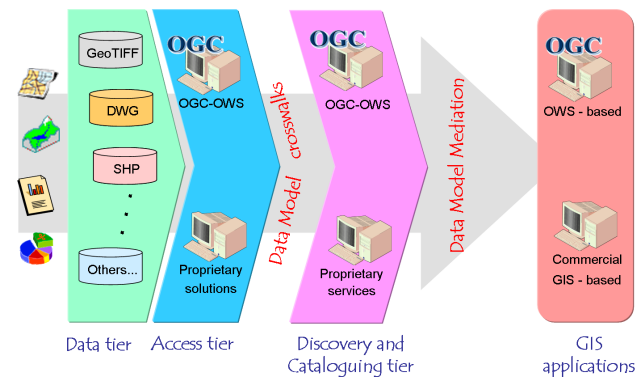 GeoTIFF
DWG
SHP
Others...
Data tier
OGC
OGC-OWS
Proprietary
solutions
Access tier
Data Model crosswalks
OGC
OGC-OWS
Proprietary
services
Discovery and
Cataloguing tier
Data Model Mediation
OGC
OWS - based
Commercial
GIS - based
GIS
applications